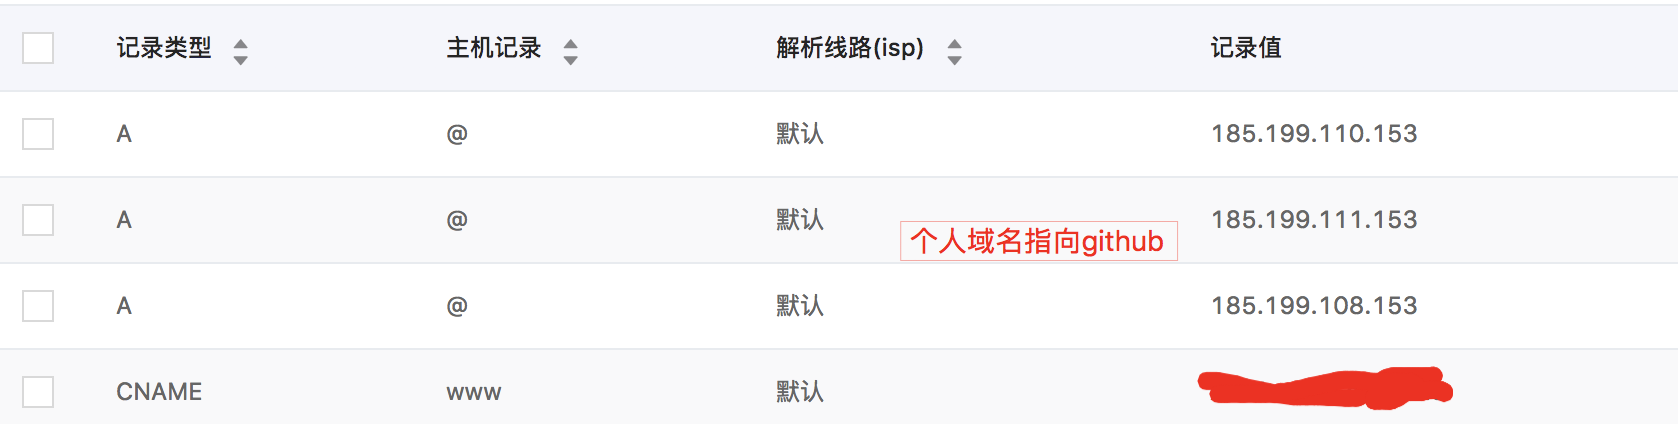 记录类型 主机记录 解析线路(isp) 记录值
A @ 默认 185.199.110.153
A @ 默认 185.199.111.153
个人域名指向github
A @ 默认 185.199.108.153
CNAME www 默认